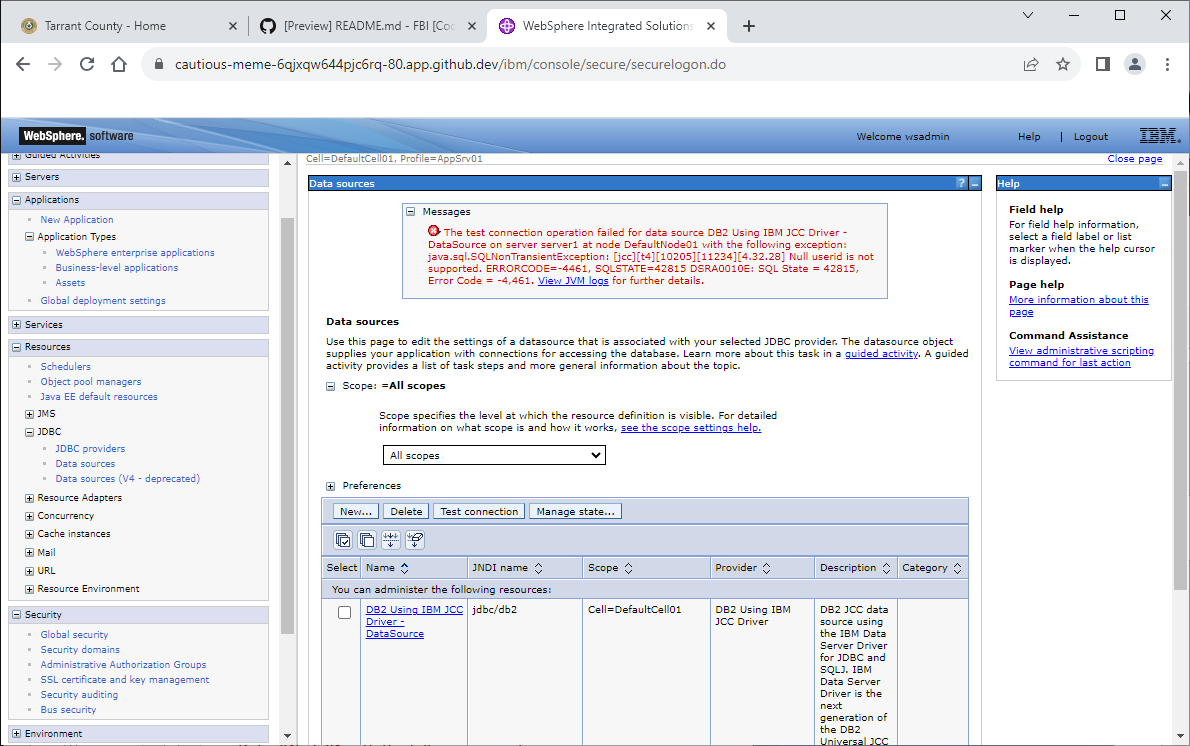 Tarrant County - Home
[Preview] README.md - FBI [Coc
WebSphere Integrated Solutions
cautious-meme-6qjxqw644pjc6rq-80.app.github.dev/ibm/console/secure/securelogon.do
WebSphere. software
Welcome wsadmin
Help | Logout
IBM.
Guided Activities
Servers
Applications
New Application
Application Types
WebSphere enterprise applications
Business-level applications
Assets
Global deployment settings
Services
Resources
Schedulers
Object pool managers
Java EE default resources
JMS
JDBC
JDBC providers
Data sources
Data sources (V4 - deprecated)
Resource Adapters
Concurrency
Cache instances
Mail
URL
Resource Environment
Security
Global security
Security domains
Administrative Authorization Groups
SSL certificate and key management
Security auditing
Bus security
Environment
Cell=DefaultCell01, Profile=AppSrv01
Close page
Data sources
?
Messages
The test connection operation failed for data source DB2 Using IBM JCC Driver -
DataSource on server server1 at node DefaultNode01 with the following exception:
java.sql.SQLNonTransientException: [jcc][t4][10205][11234][4.32.28] Null userid is not
supported. ERRORCODE=-4461, SQLSTATE=42815 DSRA0010E: SQL State = 42815,
Error Code = -4,461. View JVM logs for further details.
Data sources
Use this page to edit the settings of a datasource that is associated with your selected JDBC provider. The datasource object
supplies your application with connections for accessing the database. Learn more about this task in a guided activity. A guided
activity provides a list of task steps and more general information about the topic.
Scope: =All scopes
Scope specifies the level at which the resource definition is visible. For detailed
information on what scope is and how it works, see the scope settings help.
All scopes
Preferences
New... Delete Test connection Manage state...
Select Name JNDI name Scope Provider Description Category
You can administer the following resources:
DB2 Using IBM JCC
Driver -
DataSource
jdbc/db2
Cell=DefaultCell01
DB2 Using IBM
JCC Driver
DB2 JCC data
source using
the IBM Data
Server Driver
for JDBC and
SQLJ. IBM
Data Server
Driver is the
next
generation of
the DB2
Universal JCC
Help
Field help
For field help information,
select a field label or list
marker when the help cursor
is displayed.
Page help
More information about this
page
Command Assistance
View administrative scripting
command for last action